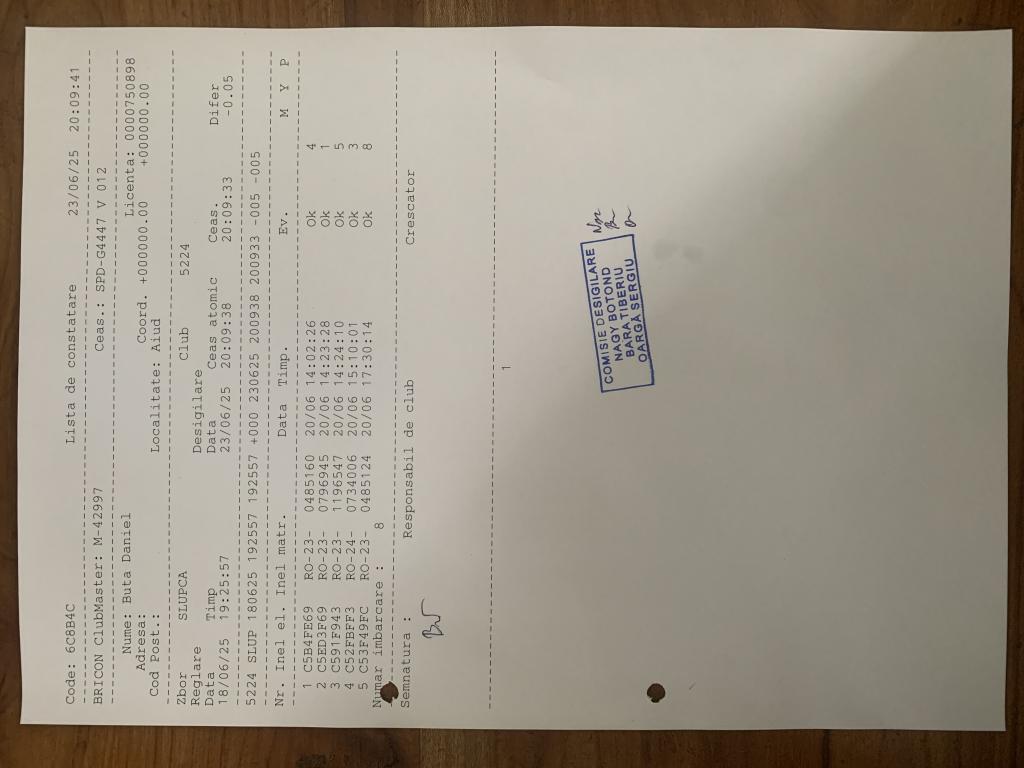 Code: 6C8B4C Lista de constatare 23/06/25 20:09:41
BRICON ClubMaster: M-42997 Ceas.: SPD-G4447 V 012
Nume: Buta Daniel Licenta: 0000750898
Adresa: Coord. +000000.00 +000000.00
Cod Post.: Localitate: Aiud
Zbor SLUPCA Club 5224
Reglare Desigilare
Data Timp Data Ceas atomic Ceas. Difer
18/06/25 19:25:57 23/06/25 20:09:38 20:09:33 -0.05
5224 SLUP 180625 192557 192557 +000 230625 200938 200933 -005 -005
Nr. Inel el. Inel matr. Data Timp. Ev. M Y P
1 C5B4FE69 RO-23- 0485160 20/06 14:02:26 Ok 4
2 C5ED3F69 RO-23- 0796945 20/06 14:23:28 Ok 1
3 C591F943 RO-23- 1196547 20/06 14:24:10 Ok 5
4 C52FBFF3 RO-24- 0734006 20/06 15:10:01 Ok 3
5 C53F49FC RO-23- 0485124 20/06 17:30:14 Ok 8
Numar imbarcare : 8
Semnatura : Responsabil de club Crescator
1
COMISIE DESIGILARE
NAGY BOTOND
BARA TIBERIU
OARGĂ SERGIU